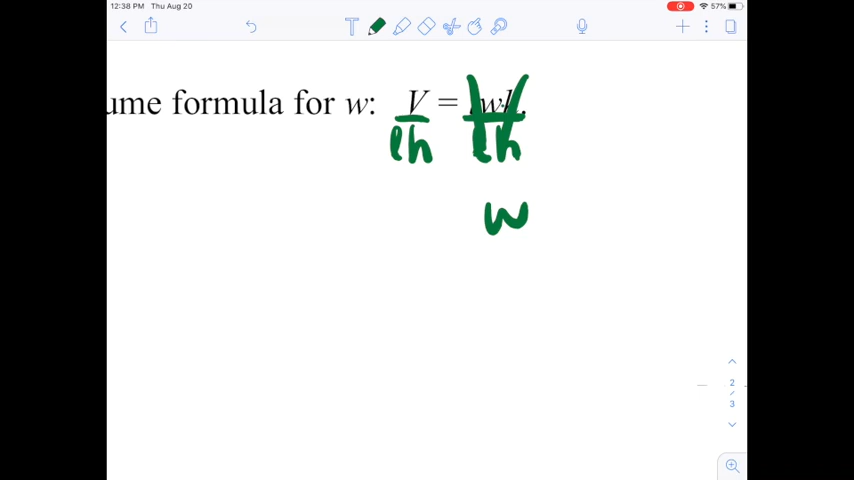 12:38 PM Thu Aug 20 57%
ume formula for w: V = lwh.
lh lh
w
2
/
3